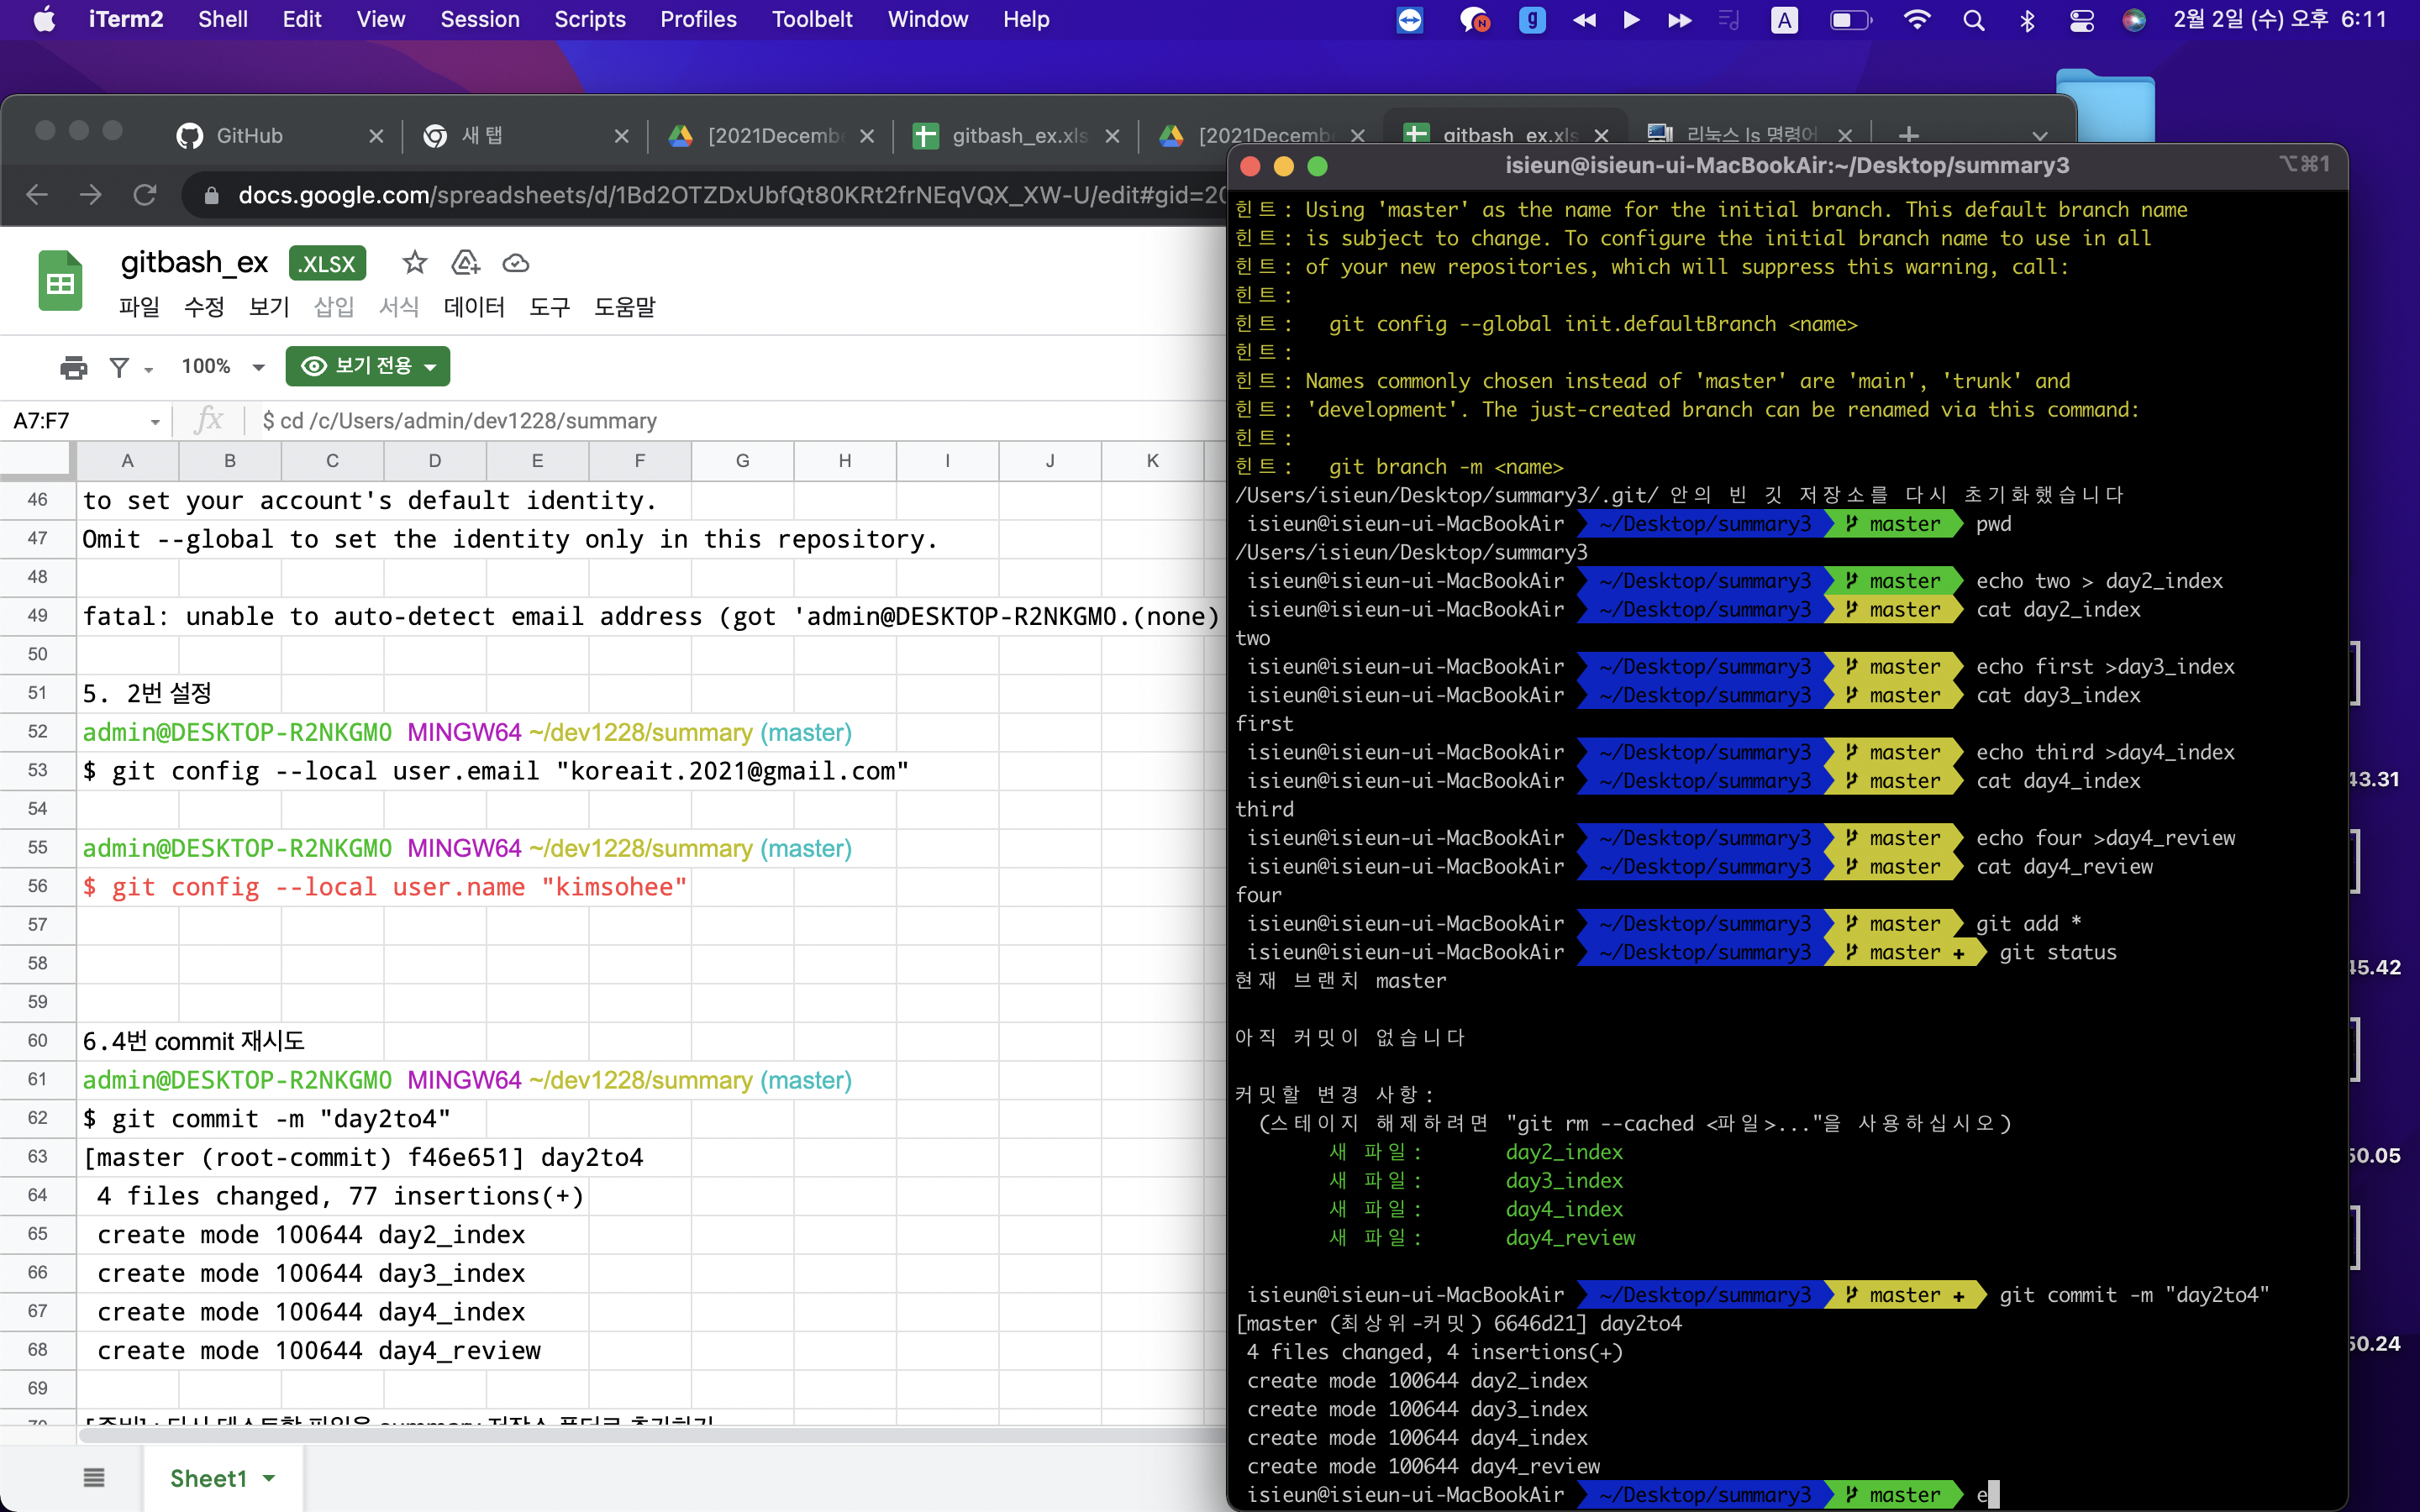 iTerm2 Shell Edit View Session Scripts Profiles Toolbelt Window Help
A 2월 2일 (수) 오후 6:11
GitHub
새 탭
[2021Decembe
gitbash_ex.xls
[2021Decembe
gitbash_ex.xls
리눅스 ls 명령어
docs.google.com/spreadsheets/d/1Bd2OTZDxUbfQt80KRt2frNEqVQX_XW-U/edit#gid=20
gitbash_ex .XLSX
파일 수정 보기 삽입 서식 데이터 도구 도움말
100% 보기 전용
A7:F7 fx $ cd /c/Users/admin/dev1228/summary
A B C D E F G H I J K
46 to set your account's default identity.
47 Omit --global to set the identity only in this repository.
48
49 fatal: unable to auto-detect email address (got 'admin@DESKTOP-R2NKGM0.(none)
50
51 5. 2번 설정
52 admin@DESKTOP-R2NKGM0 MINGW64 ~/dev1228/summary (master)
53 $ git config --local user.email "koreait.2021@gmail.com"
54
55 admin@DESKTOP-R2NKGM0 MINGW64 ~/dev1228/summary (master)
56 $ git config --local user.name "kimsohee"
57
58
59
60 6.4번 commit 재시도
61 admin@DESKTOP-R2NKGM0 MINGW64 ~/dev1228/summary (master)
62 $ git commit -m "day2to4"
63 [master (root-commit) f46e651] day2to4
64 4 files changed, 77 insertions(+)
65 create mode 100644 day2_index
66 create mode 100644 day3_index
67 create mode 100644 day4_index
68 create mode 100644 day4_review
69
Sheet1
isieun@isieun-ui-MacBookAir:~/Desktop/summary3 ⌥⌘1
힌트: Using 'master' as the name for the initial branch. This default branch name
힌트: is subject to change. To configure the initial branch name to use in all
힌트: of your new repositories, which will suppress this warning, call:
힌트:
힌트: git config --global init.defaultBranch <name>
힌트:
힌트: Names commonly chosen instead of 'master' are 'main', 'trunk' and
힌트: 'development'. The just-created branch can be renamed via this command:
힌트:
힌트: git branch -m <name>
/Users/isieun/Desktop/summary3/.git/ 안의 빈 깃 저장소를 다시 초기화했습니다
isieun@isieun-ui-MacBookAir ~/Desktop/summary3 master pwd
/Users/isieun/Desktop/summary3
isieun@isieun-ui-MacBookAir ~/Desktop/summary3 master echo two > day2_index
isieun@isieun-ui-MacBookAir ~/Desktop/summary3 master cat day2_index
two
isieun@isieun-ui-MacBookAir ~/Desktop/summary3 master echo first >day3_index
isieun@isieun-ui-MacBookAir ~/Desktop/summary3 master cat day3_index
first
isieun@isieun-ui-MacBookAir ~/Desktop/summary3 master echo third >day4_index
isieun@isieun-ui-MacBookAir ~/Desktop/summary3 master cat day4_index
third
isieun@isieun-ui-MacBookAir ~/Desktop/summary3 master echo four >day4_review
isieun@isieun-ui-MacBookAir ~/Desktop/summary3 master cat day4_review
four
isieun@isieun-ui-MacBookAir ~/Desktop/summary3 master git add *
isieun@isieun-ui-MacBookAir ~/Desktop/summary3 master + git status
현재 브랜치 master
아직 커밋이 없습니다
커밋할 변경 사항:
(스테이지 해제하려면 "git rm --cached <파일>..."을 사용하십시오)
새 파일: day2_index
새 파일: day3_index
새 파일: day4_index
새 파일: day4_review
isieun@isieun-ui-MacBookAir ~/Desktop/summary3 master + git commit -m "day2to4"
[master (최상위-커밋) 6646d21] day2to4
4 files changed, 4 insertions(+)
create mode 100644 day2_index
create mode 100644 day3_index
create mode 100644 day4_index
create mode 100644 day4_review
isieun@isieun-ui-MacBookAir ~/Desktop/summary3 master e
43.31
45.42
50.05
50.24